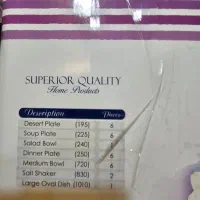 SUPERIOR QUALITY
Home Products
Description Pieces
Desert Plate (195) 6
Soup Plate (225) 6
Salad Bowl (240) 6
Dinner Plate (250) 6
Medium Bowl (720) 6
Salt Shaker (830) 2
Large Oval Dish (1010) 1